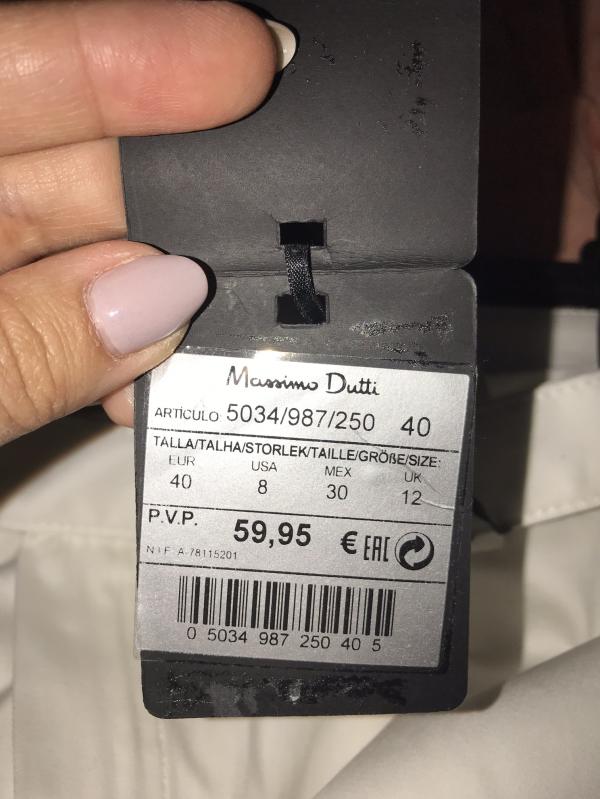 Massimo Dutti
ARTÍCULO 5034/987/250 40
TALLA/TALHA/STORLEK/TAILLE/GRÖßE/SIZE:
EUR USA MEX UK
40 8 30 12
P.V.P. 59,95 € EAC
N.I.F. A-78115201
0 5034 987 250 40 5